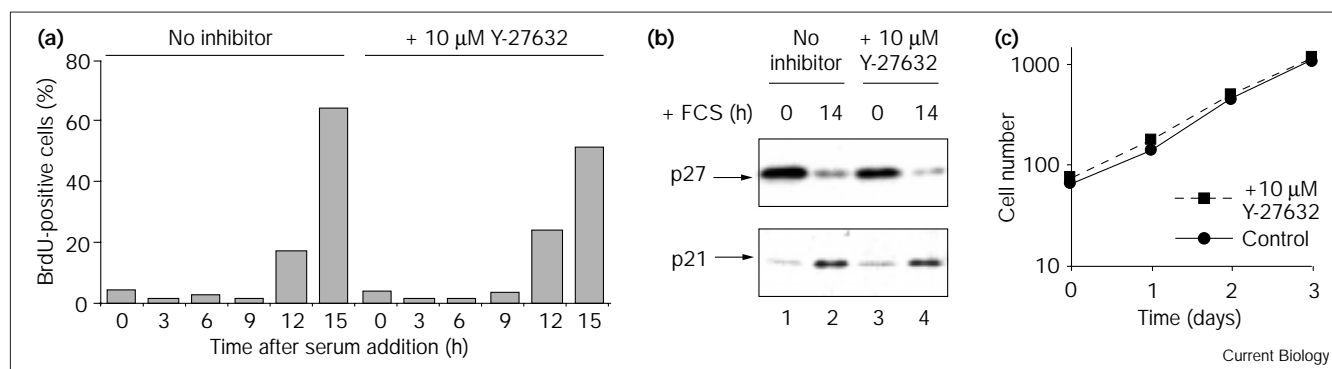 (a)
No inhibitor
+ 10 μM Y-27632
BrdU-positive cells (%)
80
60
40
20
0
0 3 6 9 12 15 0 3 6 9 12 15
Time after serum addition (h)
(b)
No
inhibitor
+ 10 μM
Y-27632
+ FCS (h) 0 14 0 14
p27
p21
1 2 3 4
(c)
Cell number
1000
100
10
+10 μM
Y-27632
Control
0 1 2 3
Time (days)
Current Biology